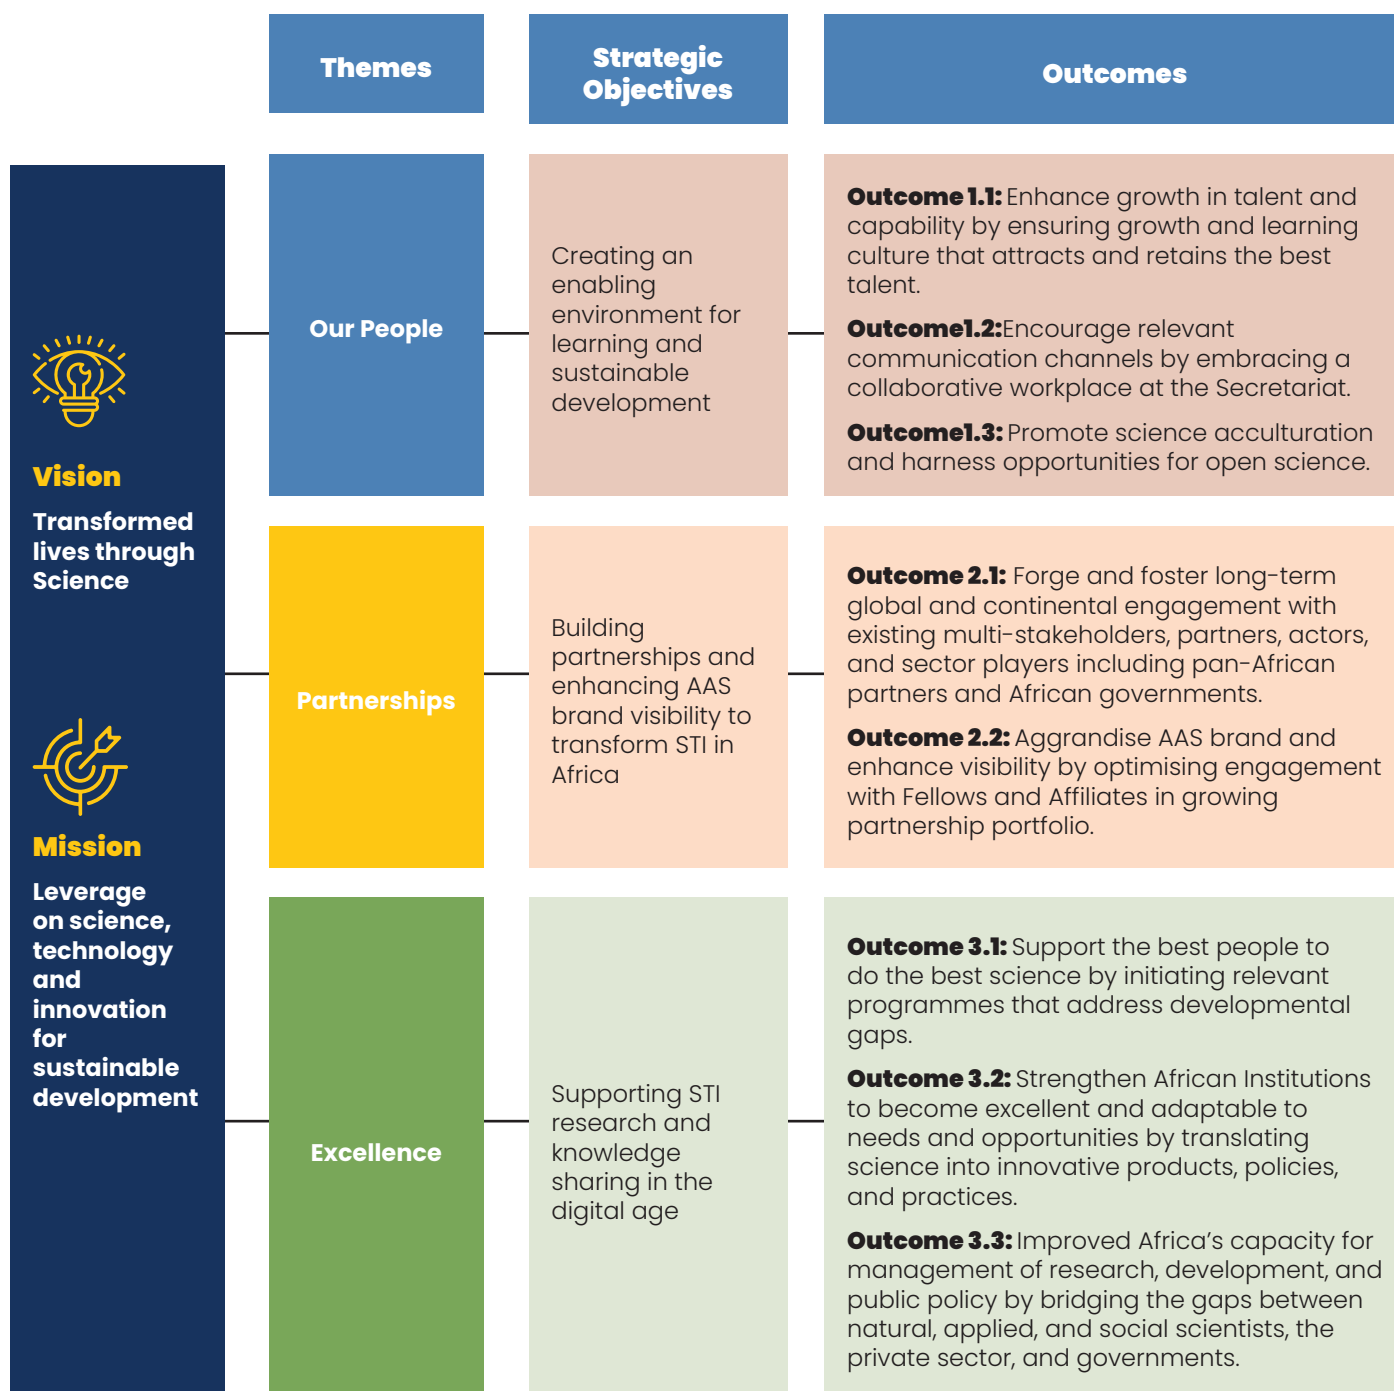 Themes
Strategic
Objectives
Outcomes
Vision
Transformed
lives through
Science
Mission
Leverage
on science,
technology
and
innovation
for
sustainable
development
Our People
Creating an
enabling
environment for
learning and
sustainable
development
Outcome 1.1: Enhance growth in talent and
capability by ensuring growth and learning
culture that attracts and retains the best
talent.
Outcome1.2:Encourage relevant
communication channels by embracing a
collaborative workplace at the Secretariat.
Outcome1.3: Promote science acculturation
and harness opportunities for open science.
Partnerships
Building
partnerships and
enhancing AAS
brand visibility to
transform STI in
Africa
Outcome 2.1: Forge and foster long-term
global and continental engagement with
existing multi-stakeholders, partners, actors,
and sector players including pan-African
partners and African governments.
Outcome 2.2: Aggrandise AAS brand and
enhance visibility by optimising engagement
with Fellows and Affiliates in growing
partnership portfolio.
Excellence
Supporting STI
research and
knowledge
sharing in the
digital age
Outcome 3.1: Support the best people to
do the best science by initiating relevant
programmes that address developmental
gaps.
Outcome 3.2: Strengthen African Institutions
to become excellent and adaptable to
needs and opportunities by translating
science into innovative products, policies,
and practices.
Outcome 3.3: Improved Africa’s capacity for
management of research, development, and
public policy by bridging the gaps between
natural, applied, and social scientists, the
private sector, and governments.